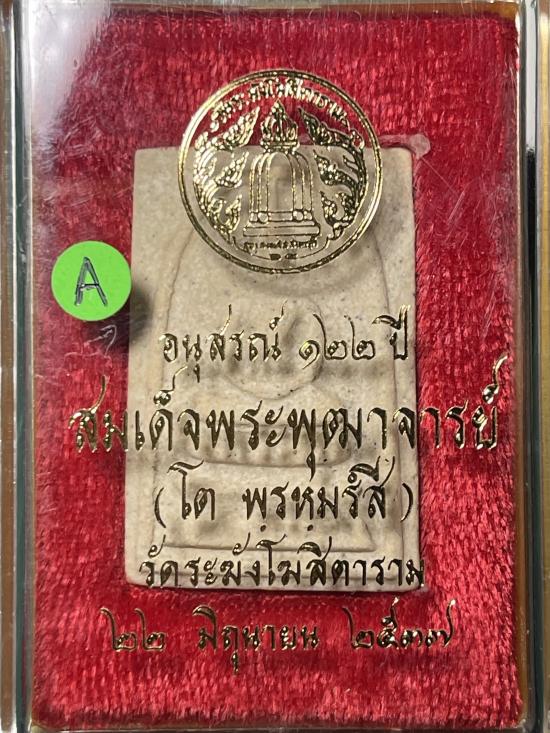 A
อนุสรณ์ ๑๒๒ ปี
สมเด็จพระพุฒาจารย์
(โต พฺรหฺมรํสี)
วัดระฆังโฆสิตาราม
๒๒ มิถุนายน ๒๕๓๗